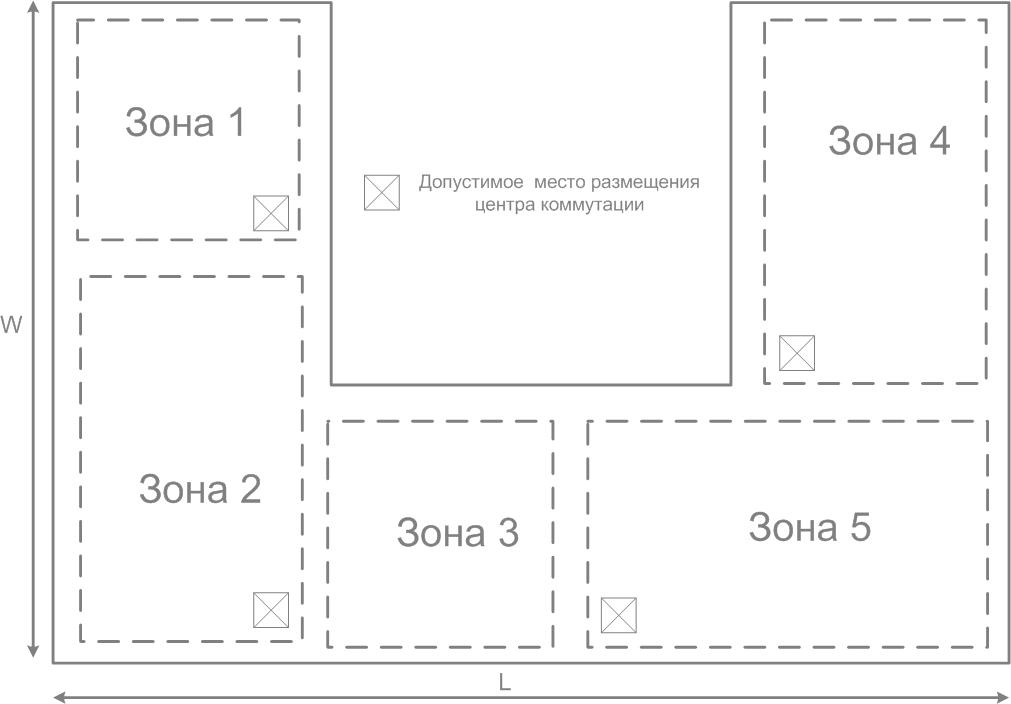 Зона 1
Зона 4
Допустимое место размещения
центра коммутации
W
Зона 2
Зона 3
Зона 5
L